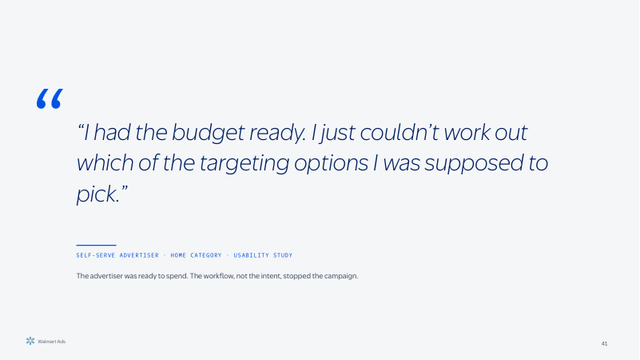 “
“I had the budget ready. I just couldn’t work out
which of the targeting options I was supposed to
pick.”
SELF-SERVE ADVERTISER · HOME CATEGORY · USABILITY STUDY
The advertiser was ready to spend. The workflow, not the intent, stopped the campaign.
Walmart Ads
41